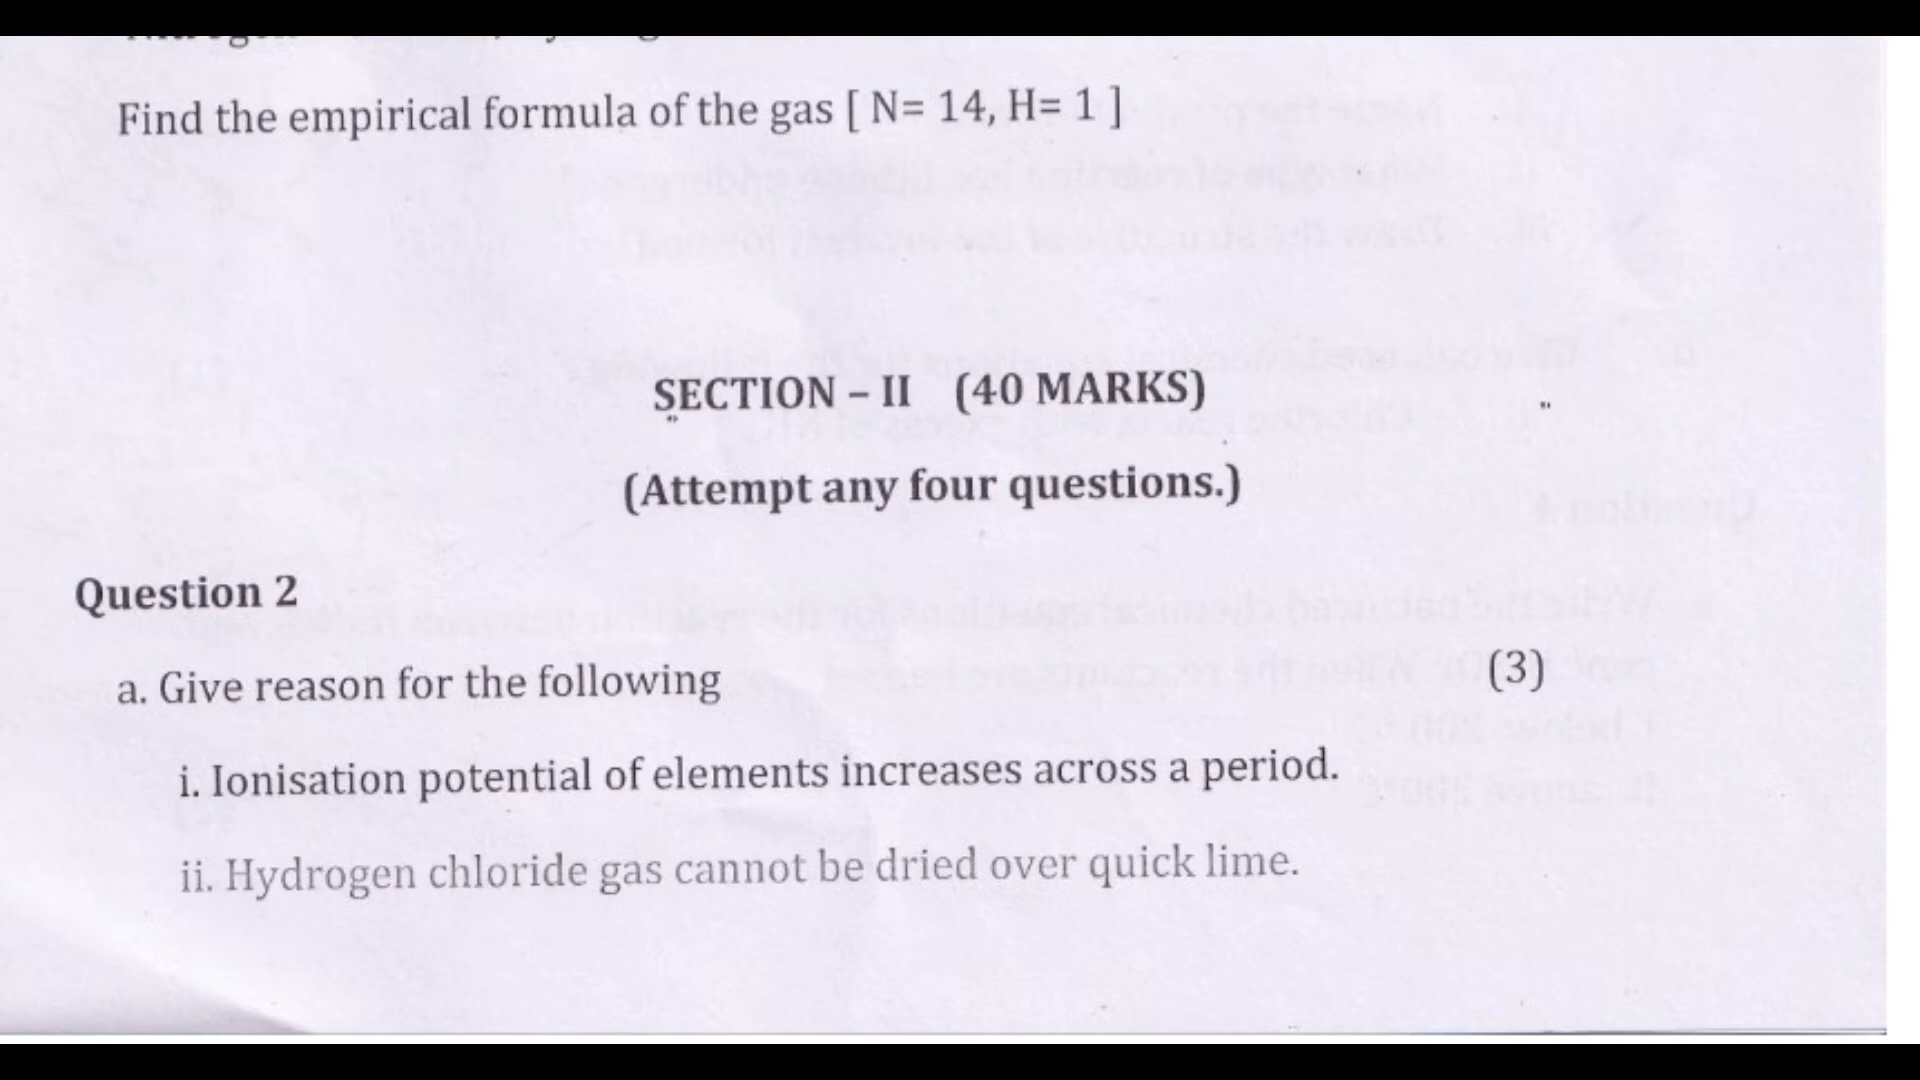 Find the empirical formula of the gas [ N= 14, H= 1 ]
SECTION – II (40 MARKS)
(Attempt any four questions.)
Question 2
a. Give reason for the following (3)
i. Ionisation potential of elements increases across a period.
ii. Hydrogen chloride gas cannot be dried over quick lime.